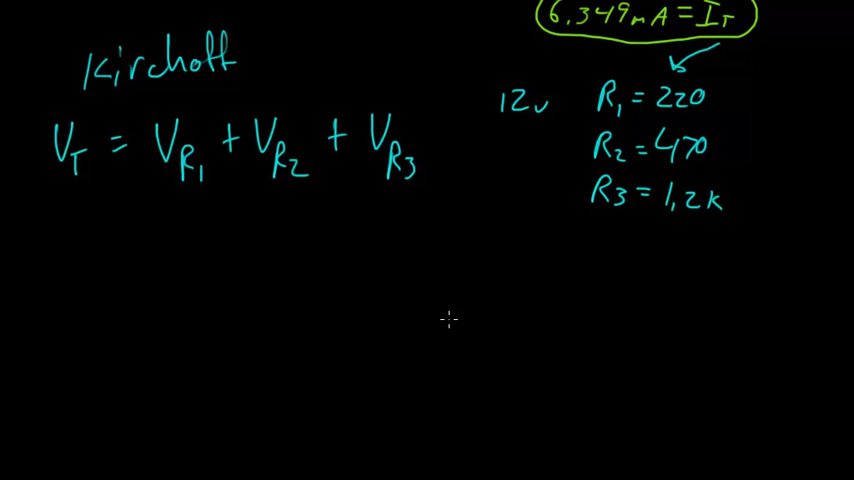 6,349mA = IT
Kirchoff
12v R1 = 220
VT = VR1 + VR2 + VR3
R2 = 470
R3 = 1,2k